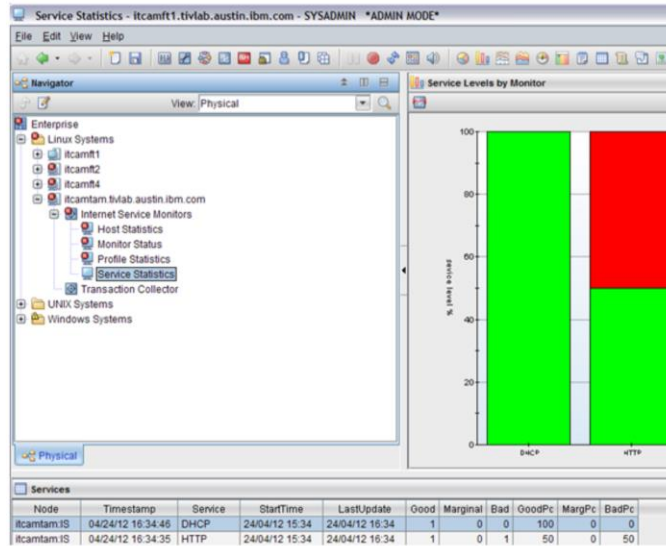 Service Statistics - itcamft1.tivlab.austin.ibm.com - SYSADMIN *ADMIN MODE*
File Edit View Help
Navigator
View: Physical
Enterprise
Linux Systems
itcamft1
itcamft2
itcamft4
itcamtam.tivlab.austin.ibm.com
Internet Service Monitors
Host Statistics
Monitor Status
Profile Statistics
Service Statistics
Transaction Collector
UNIX Systems
Windows Systems
Physical
Service Levels by Monitor
100
80
60
40
20
0
service level %
DHCP
HTTP
Services
Node Timestamp Service StartTime LastUpdate Good Marginal Bad GoodPc MargPc BadPc
itcamtam:IS 04/24/12 16:34:46 DHCP 24/04/12 15:34 24/04/12 16:34 1 0 0 100 0 0
itcamtam:IS 04/24/12 16:34:35 HTTP 24/04/12 15:34 24/04/12 16:34 1 0 1 50 0 50